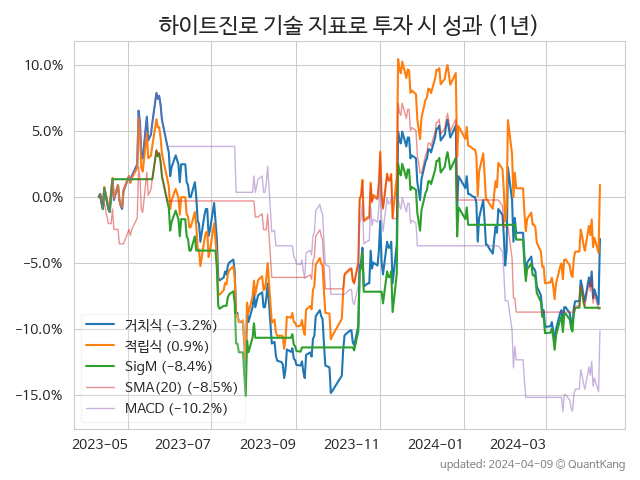 하이트진로 기술 지표로 투자 시 성과 (1년)
10.0%
5.0%
0.0%
−5.0%
−10.0%
−15.0%
거치식 (−3.2%)
적립식 (0.9%)
SigM (−8.4%)
SMA(20) (−8.5%)
MACD (−10.2%)
2023-05 2023-07 2023-09 2023-11 2024-01 2024-03
updated: 2024-04-09 ⓒ QuantKang